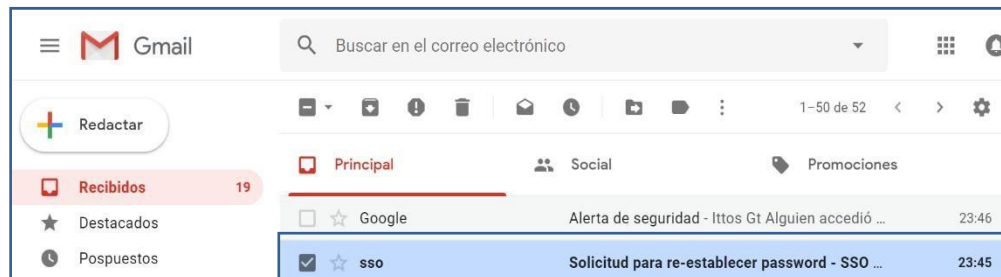 Gmail
Buscar en el correo electrónico
Redactar
1–50 de 52
Principal
Social
Promociones
Recibidos 19
Destacados
Pospuestos
Google Alerta de seguridad - Ittos Gt Alguien accedió ... 23:46
sso Solicitud para re-establecer password - SSO ... 23:45